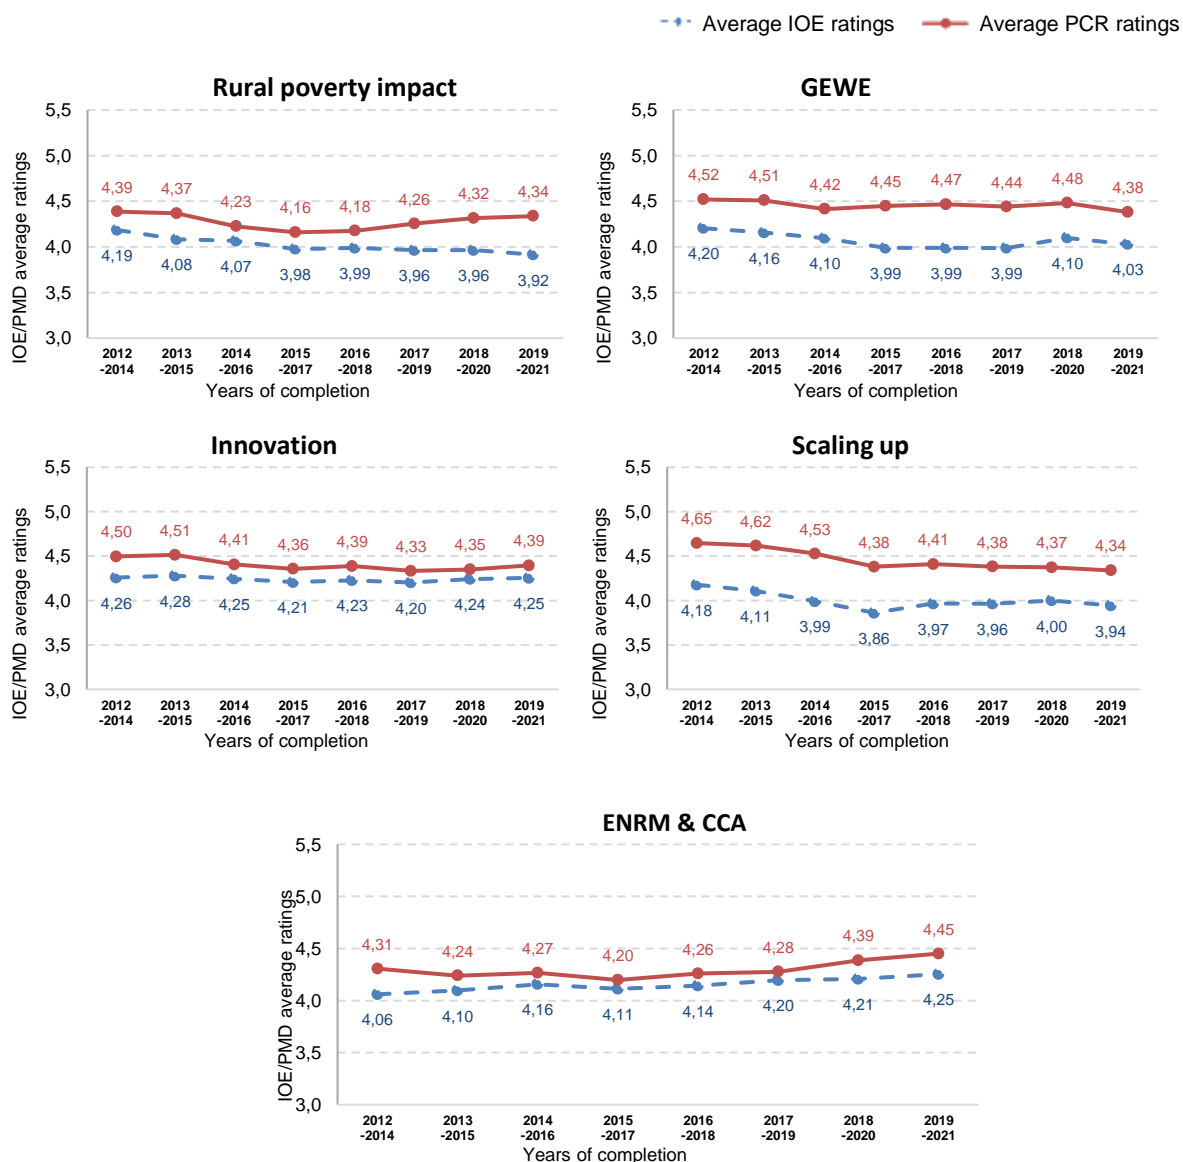 Average IOE ratings Average PCR ratings
Rural poverty impact
IOE/PMD average ratings
5,5
5,0
4,5
4,0
3,5
3,0
4,39 4,37 4,23 4,16 4,18 4,26 4,32 4,34
4,19 4,08 4,07 3,98 3,99 3,96 3,96 3,92
2012 2013 2014 2015 2016 2017 2018 2019
-2014 -2015 -2016 -2017 -2018 -2019 -2020 -2021
Years of completion
GEWE
IOE/PMD average ratings
5,5
5,0
4,5
4,0
3,5
3,0
4,52 4,51 4,42 4,45 4,47 4,44 4,48 4,38
4,20 4,16 4,10 3,99 3,99 3,99 4,10 4,03
2012 2013 2014 2015 2016 2017 2018 2019
-2014 -2015 -2016 -2017 -2018 -2019 -2020 -2021
Years of completion
Innovation
IOE/PMD average ratings
5,5
5,0
4,5
4,0
3,5
3,0
4,50 4,51 4,41 4,36 4,39 4,33 4,35 4,39
4,26 4,28 4,25 4,21 4,23 4,20 4,24 4,25
2012 2013 2014 2015 2016 2017 2018 2019
-2014 -2015 -2016 -2017 -2018 -2019 -2020 -2021
Years of completion
Scaling up
IOE/PMD average ratings
5,5
5,0
4,5
4,0
3,5
3,0
4,65 4,62 4,53 4,38 4,41 4,38 4,37 4,34
4,18 4,11 3,99 3,86 3,97 3,96 4,00 3,94
2012 2013 2014 2015 2016 2017 2018 2019
-2014 -2015 -2016 -2017 -2018 -2019 -2020 -2021
Years of completion
ENRM & CCA
IOE/PMD average ratings
5,5
5,0
4,5
4,0
3,5
3,0
4,31 4,24 4,27 4,20 4,26 4,28 4,39 4,45
4,06 4,10 4,16 4,11 4,14 4,20 4,21 4,25
2012 2013 2014 2015 2016 2017 2018 2019
-2014 -2015 -2016 -2017 -2018 -2019 -2020 -2021
Years of completion